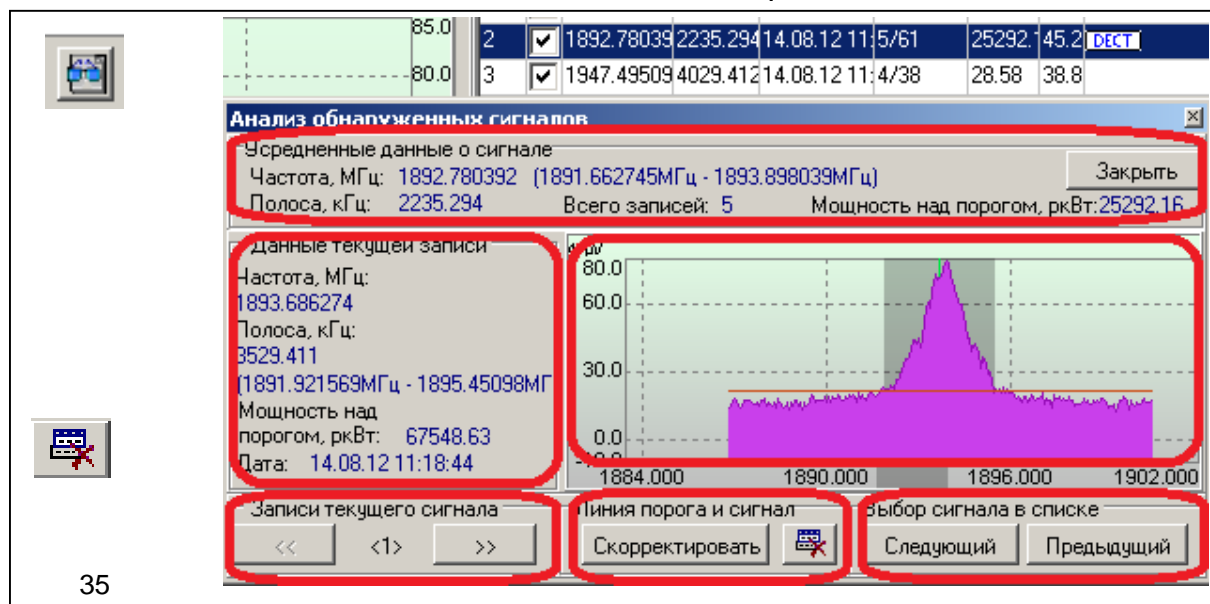 85.0
2 1892.78039 2235.294 14.08.12 11: 5/61 25292. 45.2 DECT
80.0
3 1947.49509 4029.412 14.08.12 11: 4/38 28.58 38.8
Анализ обнаруженных сигналов
Усредненные данные о сигнале
Частота, МГц: 1892.780392 (1891.662745МГц - 1893.898039МГц)
Закрыть
Полоса, кГц: 2235.294 Всего записей: 5 Мощность над порогом, ркВт:25292.16
Данные текущей записи
Частота, МГц:
1893.686274
Полоса, кГц:
3529.411
(1891.921569МГц - 1895.45098МГ
Мощность над
порогом, ркВт: 67548.63
Дата: 14.08.12 11:18:44
80.0
60.0
30.0
0.0
1884.000 1890.000 1896.000 1902.000
Записи текущего сигнала
<< <1> >>
Линия порога и сигнал
Скорректировать
Выбор сигнала в списке
Следующий Предыдущий
35